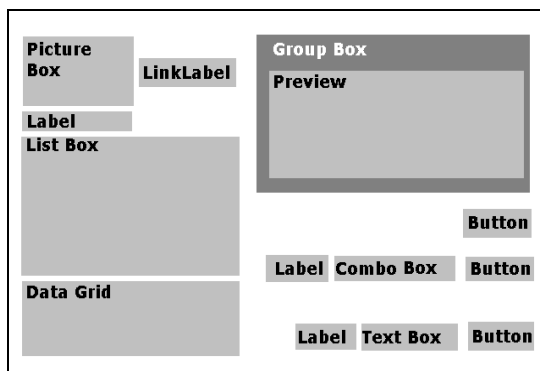 Picture
Box
LinkLabel
Label
List Box
Data Grid
Group Box
Preview
Button
Label Combo Box Button
Label Text Box Button